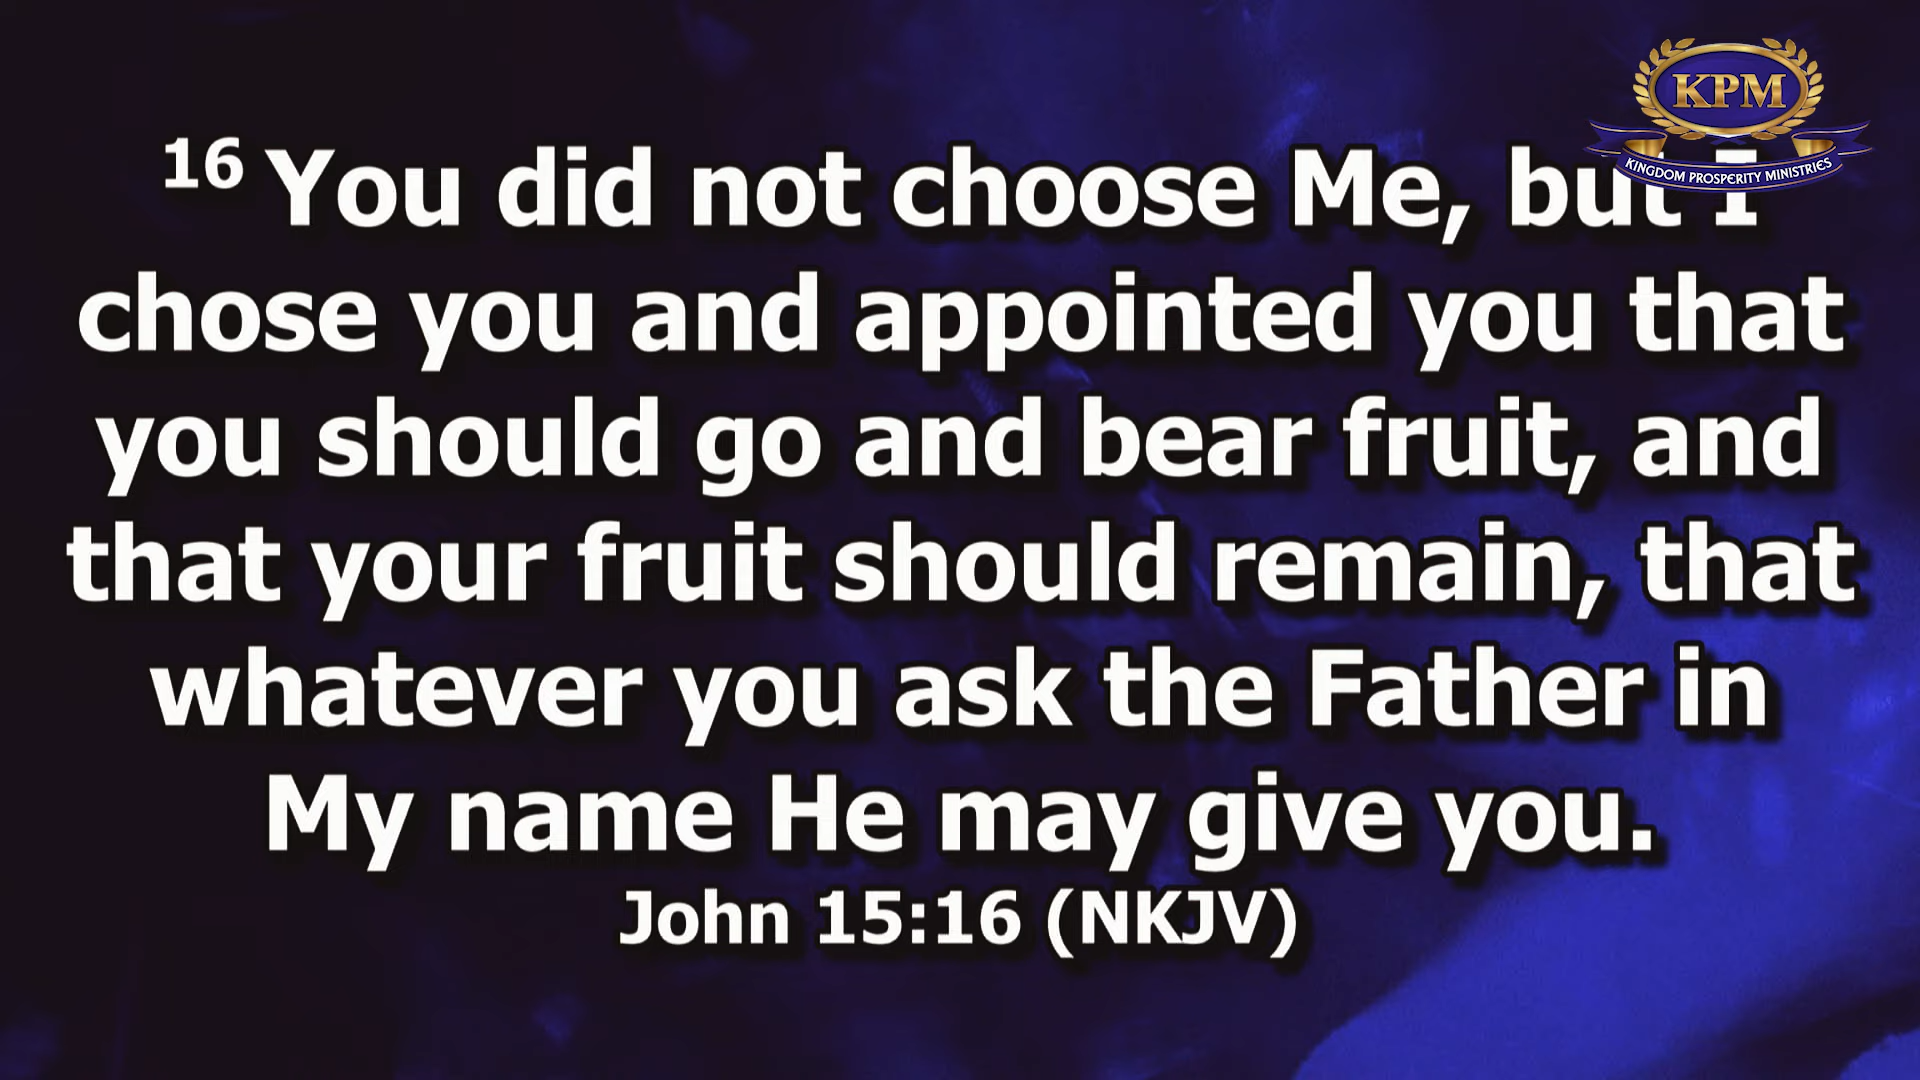 KPM
KINGDOM PROSPERITY MINISTRIES
16 You did not choose Me, but I
chose you and appointed you that
you should go and bear fruit, and
that your fruit should remain, that
whatever you ask the Father in
My name He may give you.
John 15:16 (NKJV)